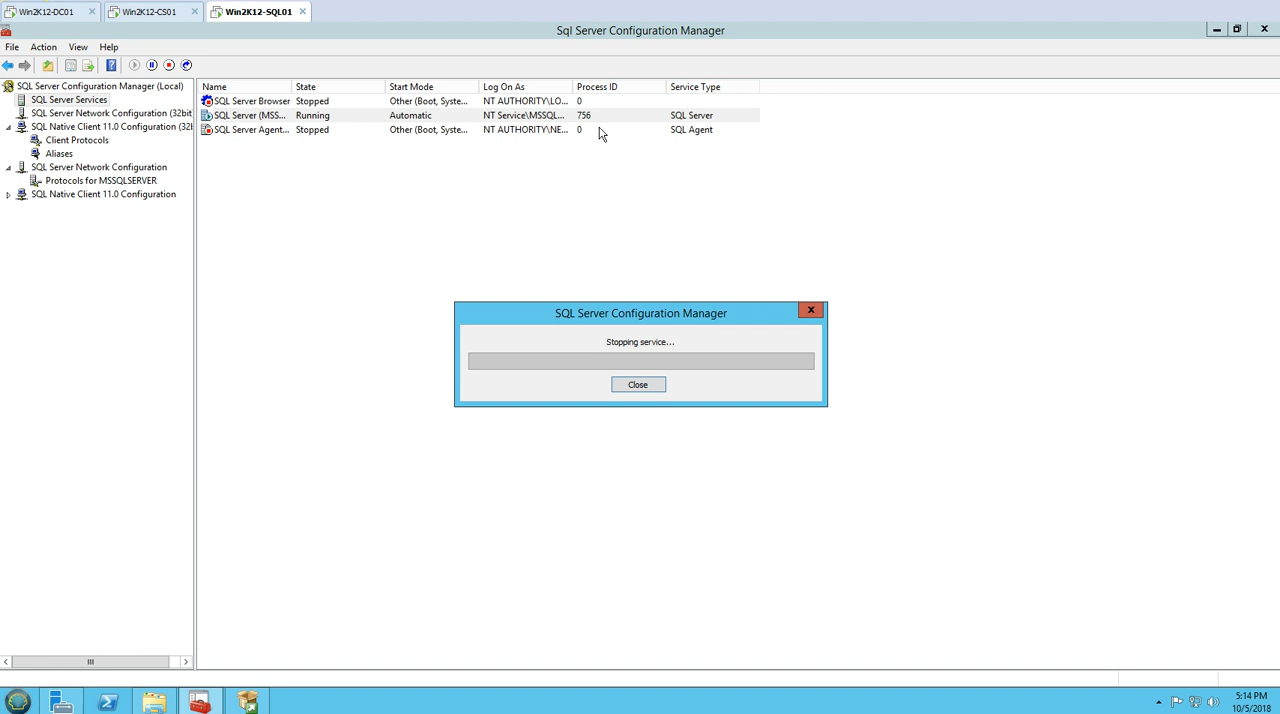 Win2K12-DC01
Win2K12-CS01
Win2K12-SQL01
Sql Server Configuration Manager
File Action View Help
SQL Server Configuration Manager (Local)
SQL Server Services
SQL Server Network Configuration (32bit
SQL Native Client 11.0 Configuration (32l
Client Protocols
Aliases
SQL Server Network Configuration
Protocols for MSSQLSERVER
SQL Native Client 11.0 Configuration
Name State Start Mode Log On As Process ID Service Type
SQL Server Browser Stopped Other (Boot, Syste... NT AUTHORITY\LO... 0
SQL Server (MSS... Running Automatic NT Service\MSSQL... 756 SQL Server
SQL Server Agent... Stopped Other (Boot, Syste... NT AUTHORITY\NE... 0 SQL Agent
SQL Server Configuration Manager
Stopping service...
Close
5:14 PM
10/5/2018